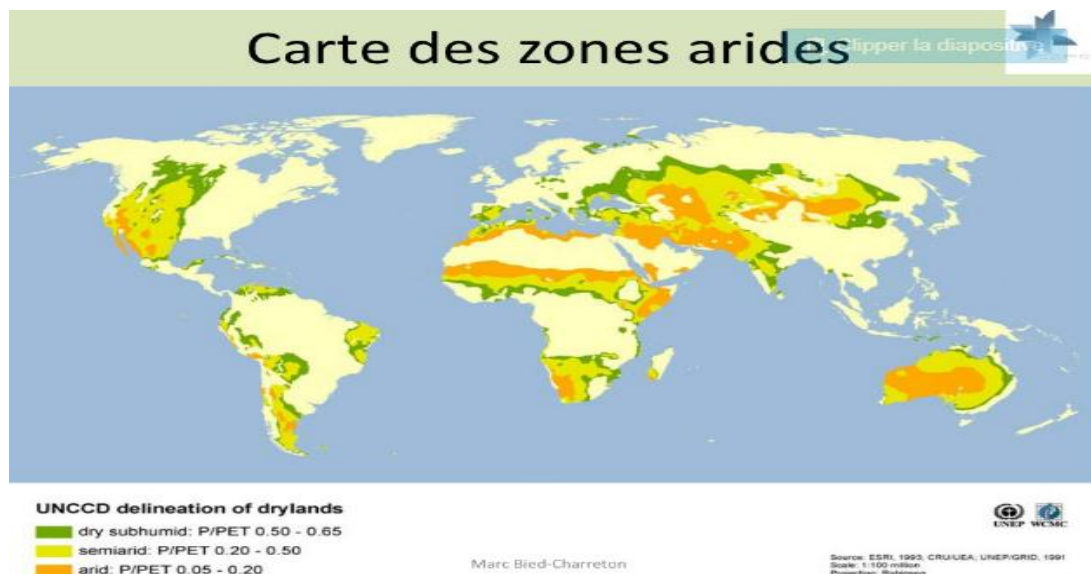 Carte des zones arides
Clipper la diapositive
UNCCD delineation of drylands
dry subhumid: P/PET 0.50 - 0.65
semiarid: P/PET 0.20 - 0.50
arid: P/PET 0.05 - 0.20
Marc Bied-Charreton
UNEP WCMC
Source: ESRI, 1993, CRU/UEA, UNEP/GRID, 1991
Scale: 1:100 million
Projection: Robinson